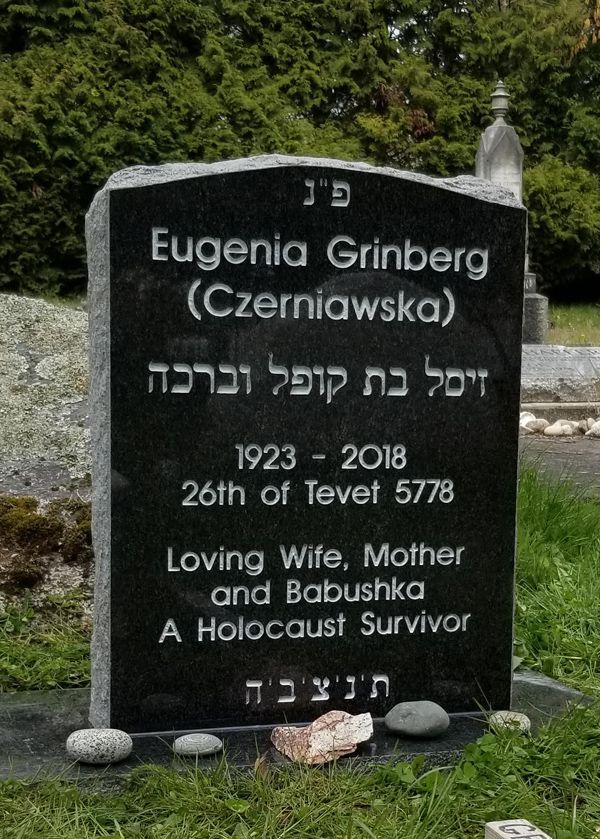 פ"נ
Eugenia Grinberg
(Czerniawska)
זיסל בת קופל וברכה
1923 - 2018
26th of Tevet 5778
Loving Wife, Mother
and Babushka
A Holocaust Survivor
ת'נ'צ'ב'ה